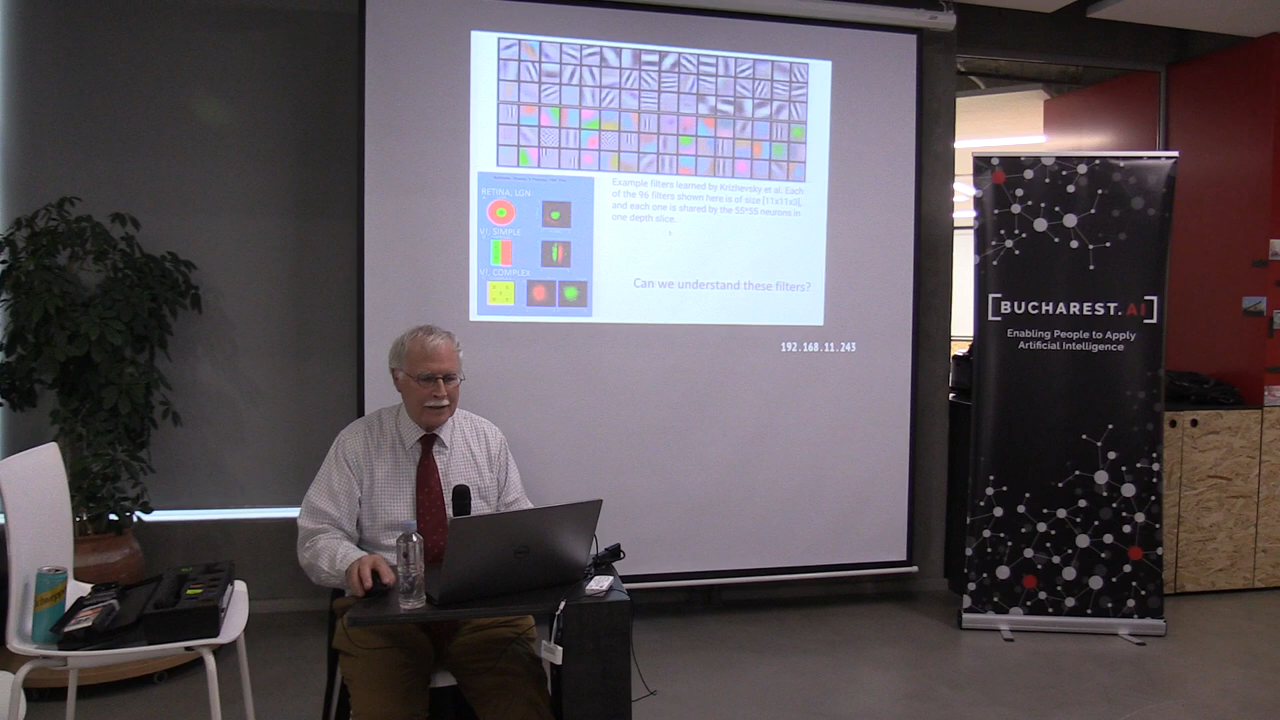 Example filters learned by Krizhevsky et al. Each
of the 96 filters shown here is of size [11x11x3],
and each one is shared by the 55*55 neurons in
one depth slice.
RETINA, LGN
V1, SIMPLE
V1, COMPLEX
Can we understand these filters?
192.168.11.243
[BUCHAREST.AI]
Enabling People to Apply
Artificial Intelligence
DELL